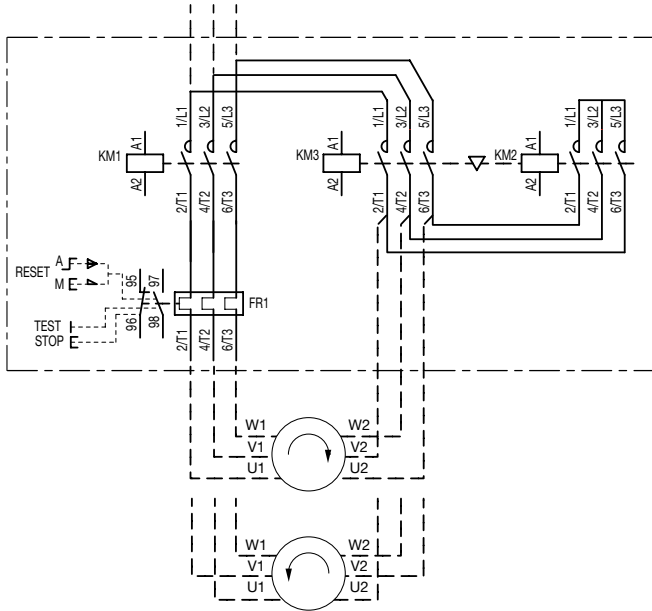 1/L1 3/L2 5/L3
1/L1 3/L2 5/L3
1/L1 3/L2 5/L3
KM1 A1 A2
KM3 A1 A2
KM2 A1 A2
2/T1 4/T2 6/T3
2/T1 4/T2 6/T3
2/T1 4/T2 6/T3
RESET A M
95 97
96 98
FR1
TEST
STOP
2/T1 4/T2 6/T3
W1 W2
V1 V2
U1 U2
W1 W2
V1 V2
U1 U2